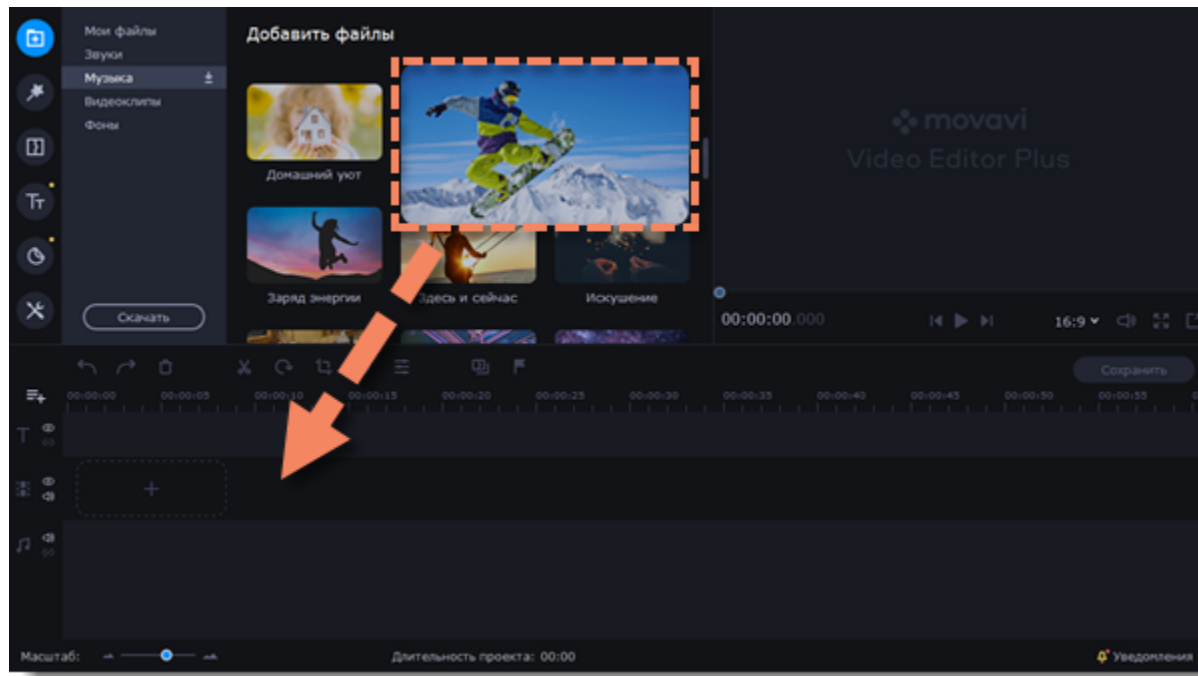 Мои файлы
Звуки
Музыка
Видеоклипы
Фоны
Скачать
Добавить файлы
Домашний уют
Заряд энергии
Здесь и сейчас
Искушение
movavi
Video Editor Plus
00:00:00.000
16:9
Сохранить
00:00:00 00:00:05 00:00:10 00:00:15 00:00:20 00:00:25 00:00:30 00:00:35 00:00:40 00:00:45 00:00:50 00:00:55
Масштаб:
Длительность проекта: 00:00
Уведомления